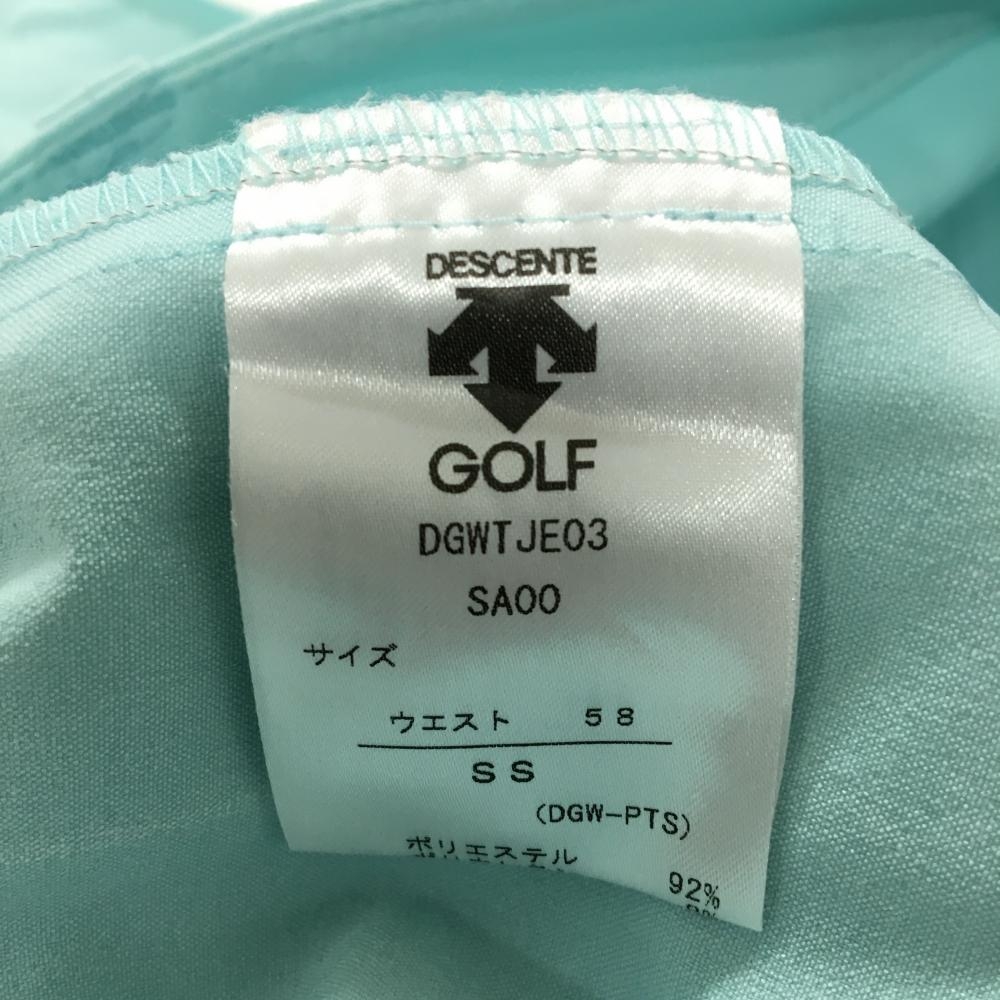 DESCENTE
GOLF
DGWTJE03
SA00
サイズ
ウエスト 58
SS
(DGW-PTS)
ポリエステル 92%